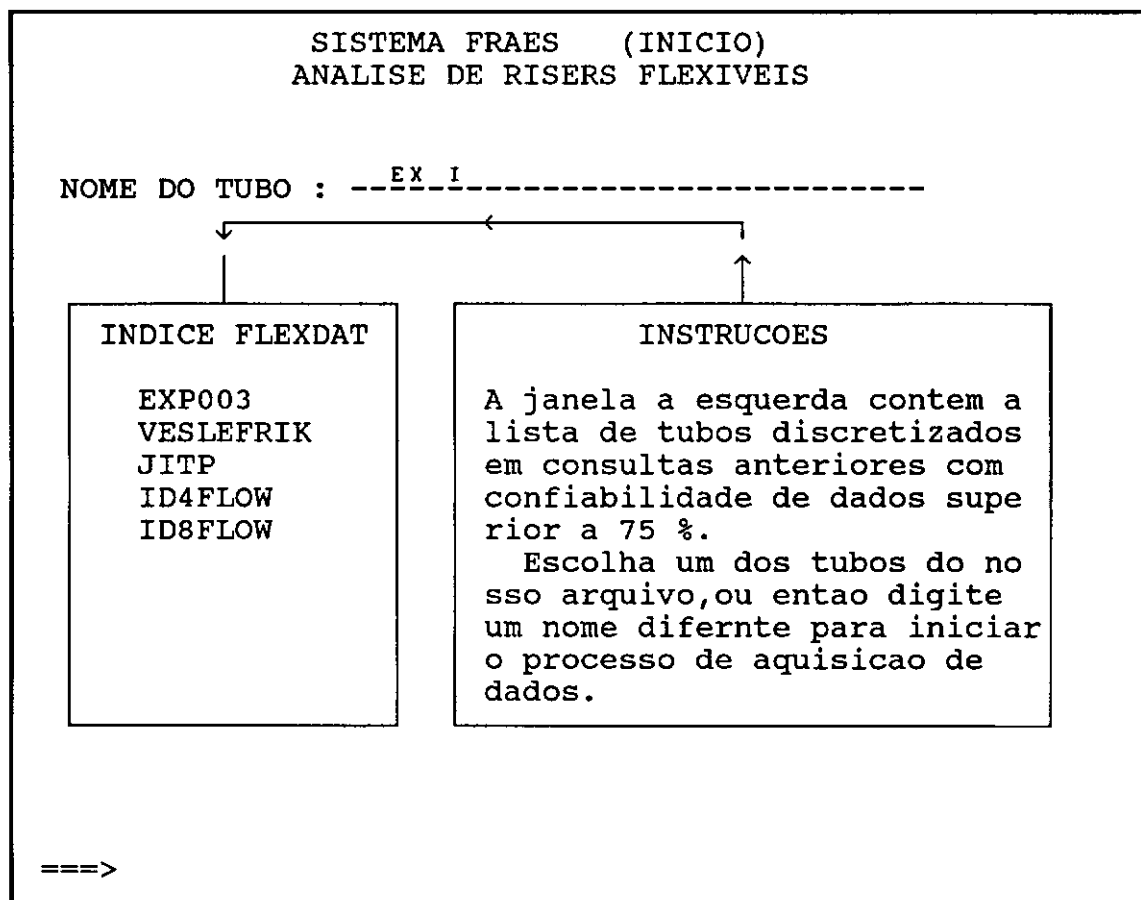 SISTEMA FRAES (INICIO)
ANALISE DE RISERS FLEXIVEIS
NOME DO TUBO : --EX-I--------------------------
INDICE FLEXDAT
EXP003
VESLEFRIK
JITP
ID4FLOW
ID8FLOW
INSTRUCOES
A janela a esquerda contem a
lista de tubos discretizados
em consultas anteriores com
confiabilidade de dados supe
rior a 75 %.
Escolha um dos tubos do no
sso arquivo,ou entao digite
um nome difernte para iniciar
o processo de aquisicao de
dados.
===>